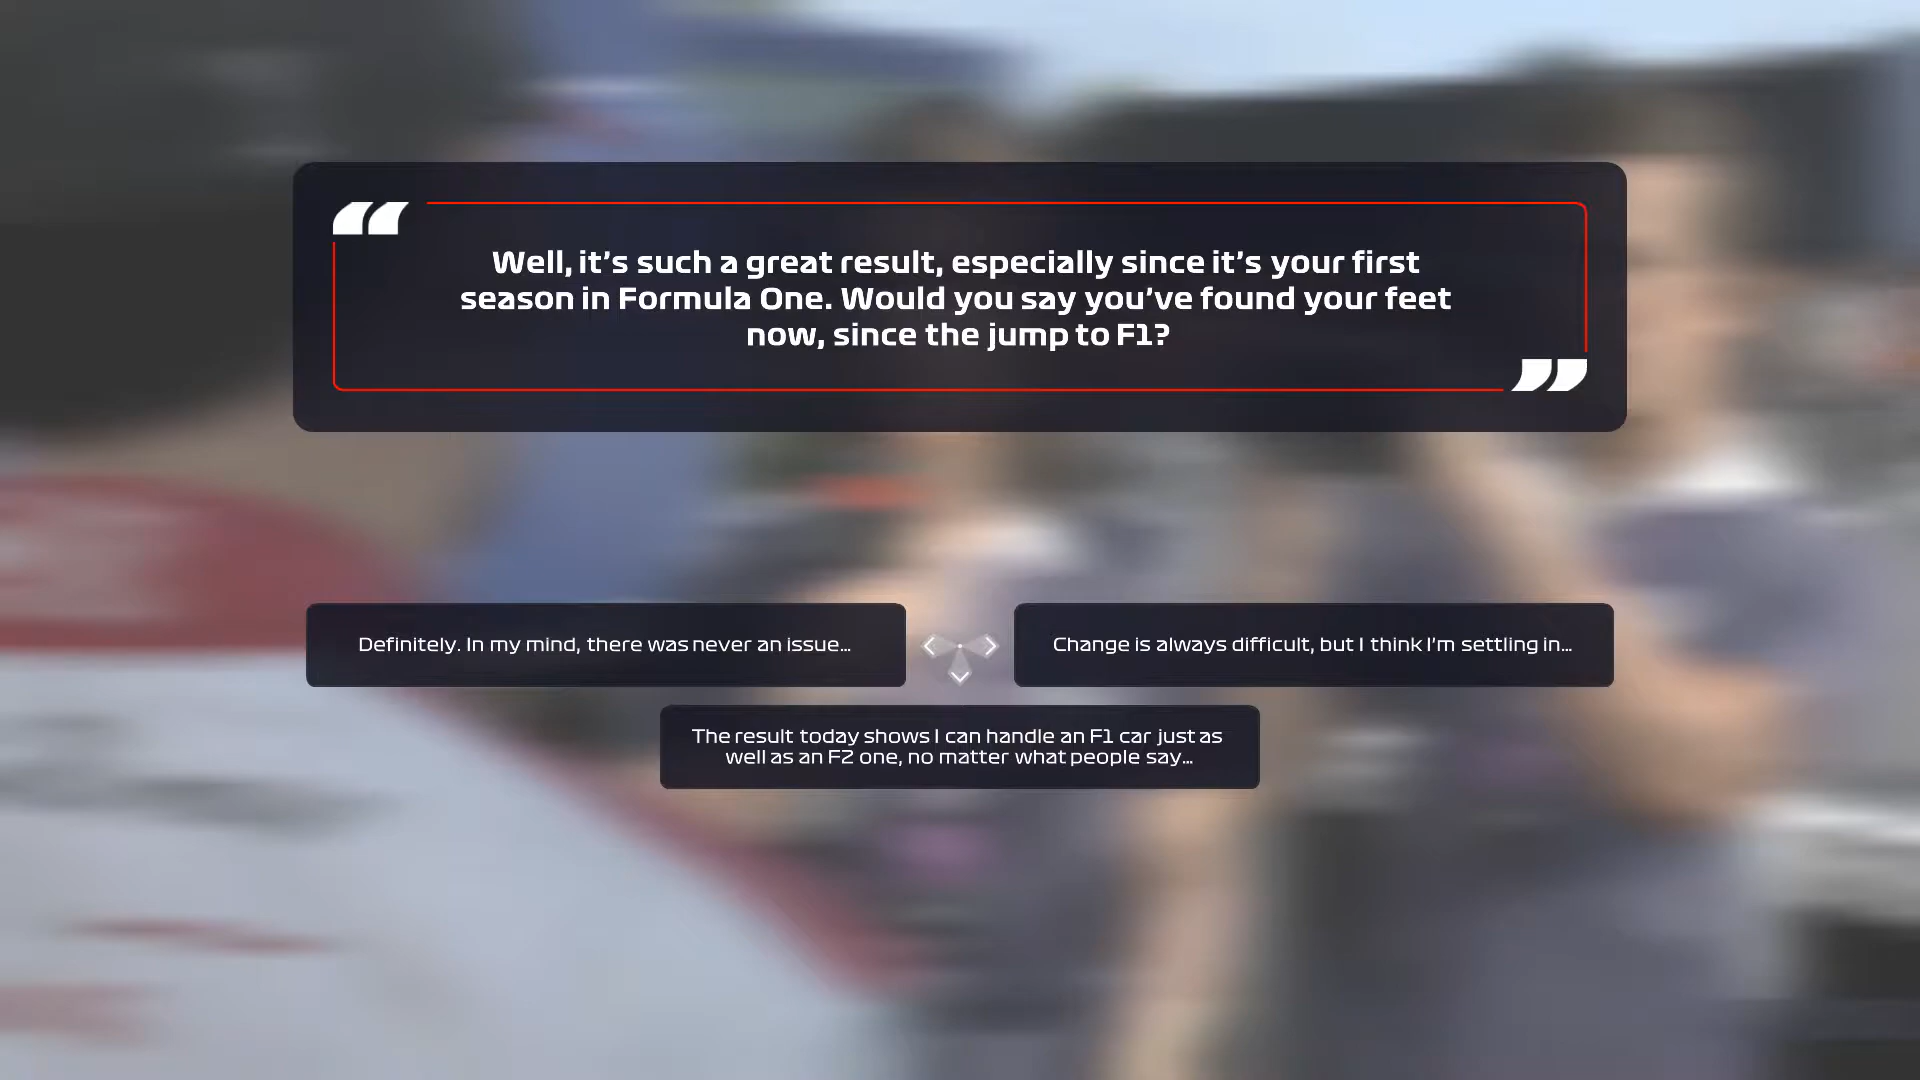 Well, it's such a great result, especially since it's your first
season in Formula One. Would you say you've found your feet
now, since the jump to F1?
Definitely. In my mind, there was never an issue...
Change is always difficult, but I think I'm settling in...
The result today shows I can handle an F1 car just as
well as an F2 one, no matter what people say...